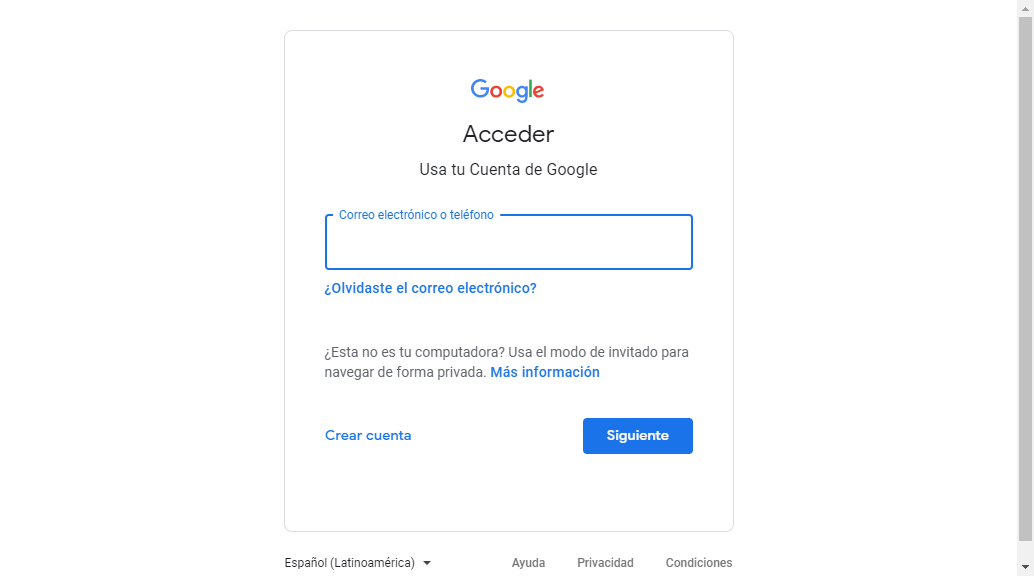 Google
Acceder
Usa tu Cuenta de Google
Correo electrónico o teléfono
¿Olvidaste el correo electrónico?
¿Esta no es tu computadora? Usa el modo de invitado para
navegar de forma privada. Más información
Crear cuenta
Siguiente
Español (Latinoamérica)
Ayuda
Privacidad
Condiciones